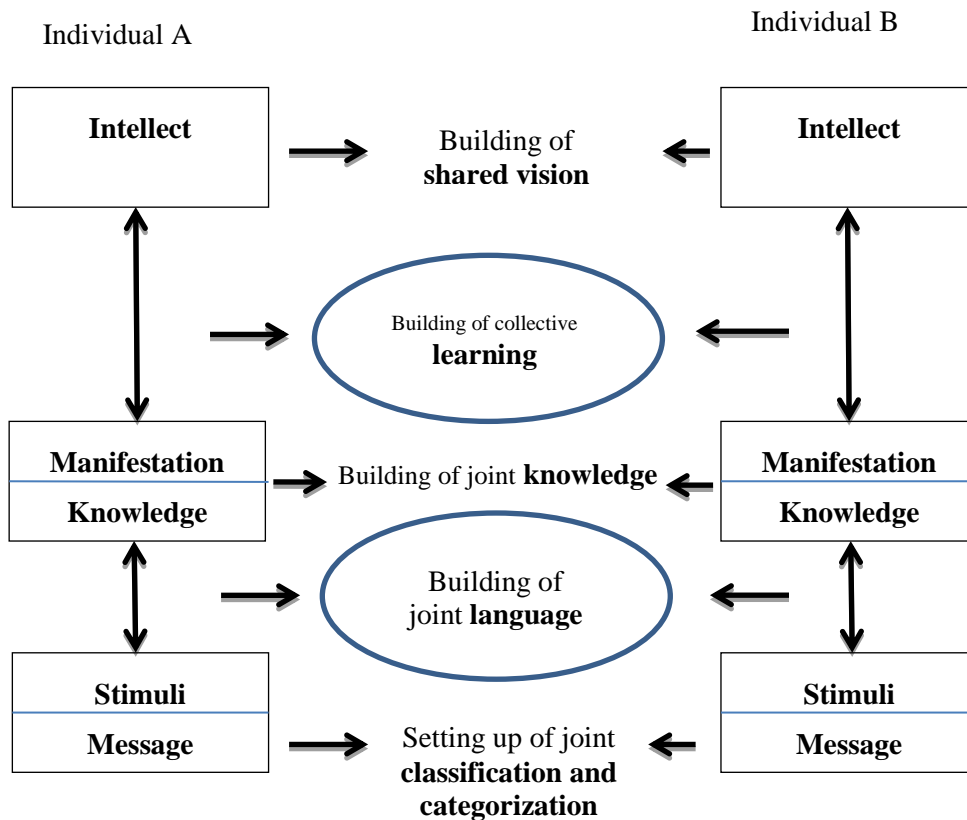 Individual A
Individual B
Intellect
Building of
shared vision
Intellect
Building of collective
learning
Manifestation
Knowledge
Building of joint knowledge
Manifestation
Knowledge
Building of
joint language
Stimuli
Message
Setting up of joint
classification and
categorization
Stimuli
Message